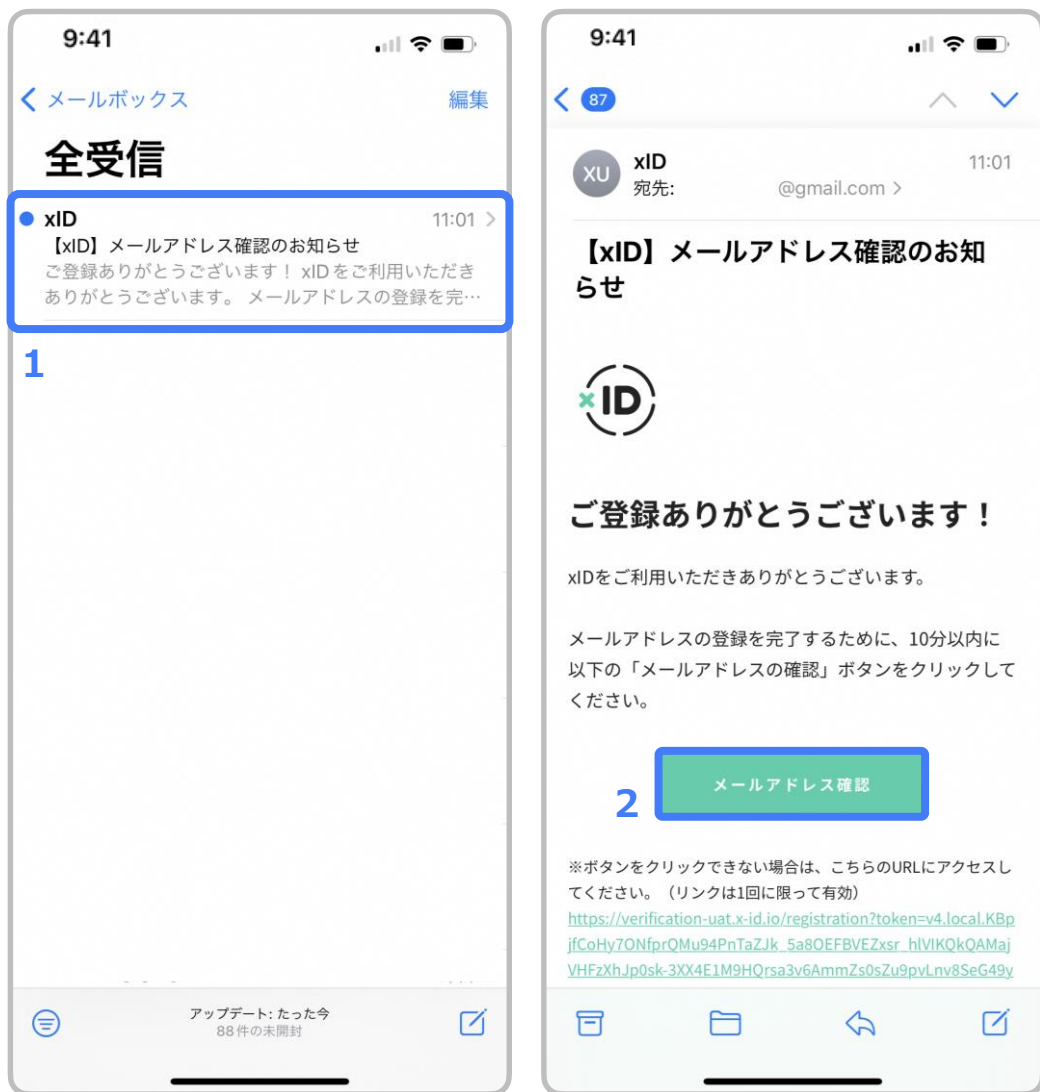 9:41
メールボックス
編集
全受信
xID
11:01
【xID】メールアドレス確認のお知らせ
ご登録ありがとうございます！ xIDをご利用いただき
ありがとうございます。 メールアドレスの登録を完…
1
アップデート: たった今
88件の未開封
9:41
87
XU
xID
11:01
宛先:
@gmail.com
【xID】メールアドレス確認のお知
らせ
xID
ご登録ありがとうございます！
xIDをご利用いただきありがとうございます。
メールアドレスの登録を完了するために、10分以内に
以下の「メールアドレスの確認」ボタンをクリックして
ください。
2
メールアドレス確認
※ボタンをクリックできない場合は、こちらのURLにアクセスし
てください。（リンクは1回に限って有効）
https://verification-uat.x-id.io/registration?token=v4.local.KBp
jfCoHy7ONfprQMu94PnTaZJk_5a8OEFBVEZxsr_hlVIKQkQAMaj
VHFzXhJp0sk-3XX4E1M9HQrsa3v6AmmZs0sZu9pvLnv8SeG49y